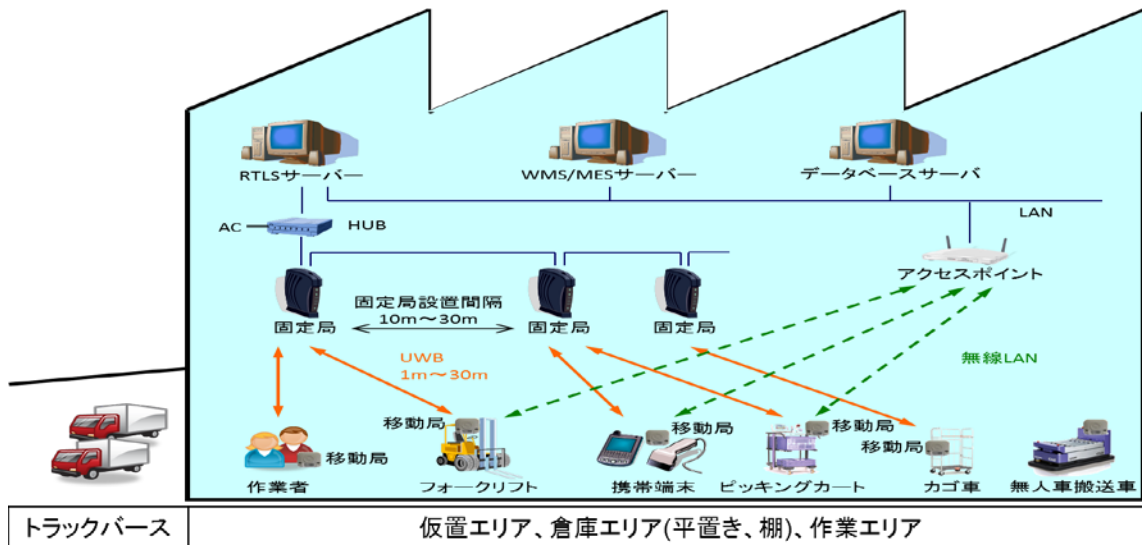 RTLSサーバー
WMS/MESサーバー
データベースサーバ
AC
HUB
LAN
アクセスポイント
固定局設置間隔
10m～30m
固定局
固定局
固定局
UWB
1m～30m
無線LAN
移動局
移動局
移動局
移動局
移動局
作業者
フォークリフト
携帯端末
ピッキングカート
カゴ車
無人車搬送車
トラックバース
仮置エリア、倉庫エリア(平置き、棚)、作業エリア